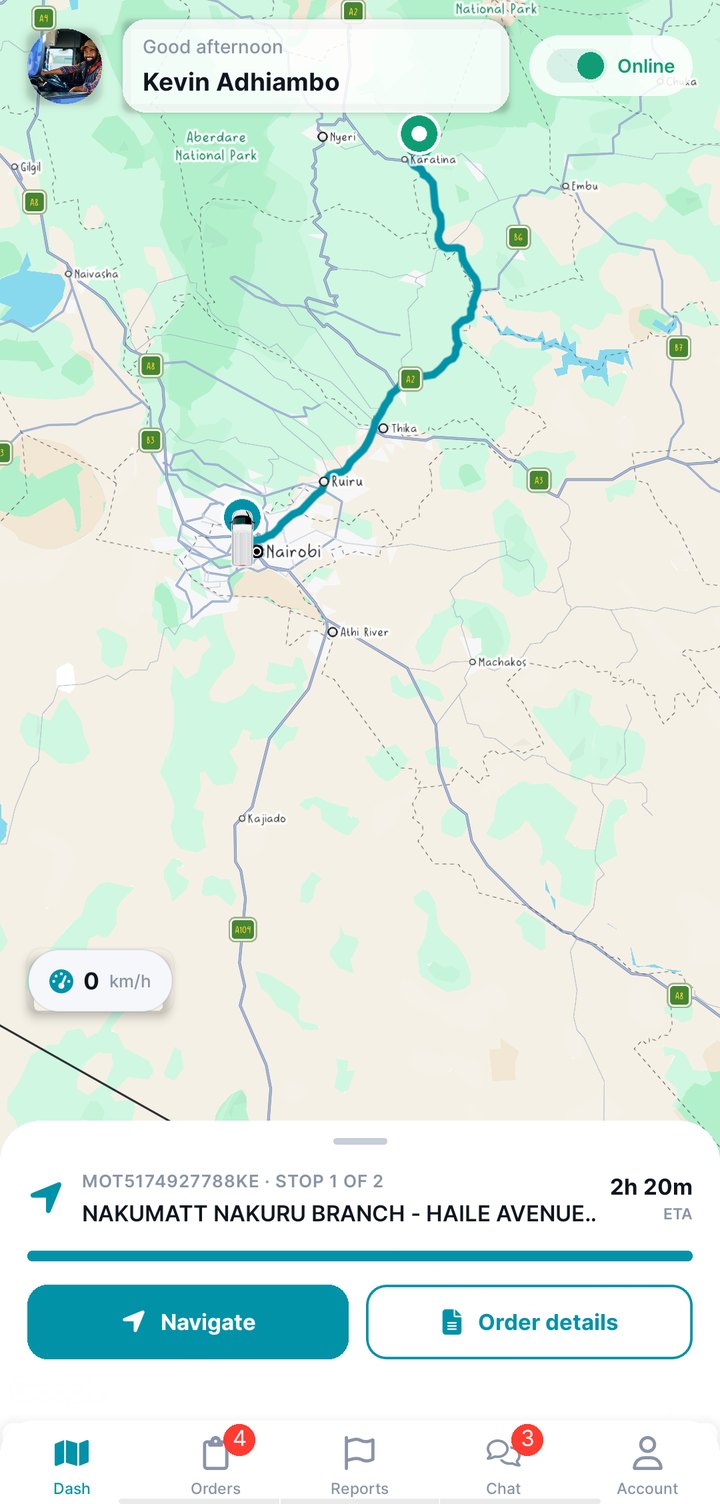 A4
A2
National Park
Good afternoon
Kevin Adhiambo
Online
Chuka
Aberdare
National Park
Nyeri
Karatina
Gilgil
Embu
A8
B6
Naivasha
B7
A8
A2
Thika
B3
3
A3
Ruiru
Nairobi
Athi River
Machakos
Kajiado
A104
0 km/h
A8
MOT5174927788KE · STOP 1 OF 2
2h 20m
NAKUMATT NAKURU BRANCH - HAILE AVENUE..
ETA
Navigate
Order details
4
3
Dash
Orders
Reports
Chat
Account